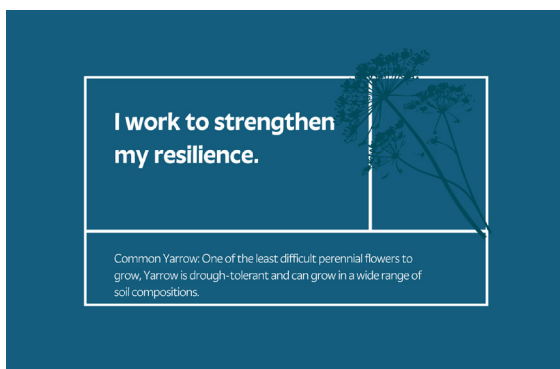 I work to strengthen
my resilience.
Common Yarrow: One of the least difficult perennial flowers to
grow, Yarrow is drough-tolerant and can grow in a wide range of
soil compositions.